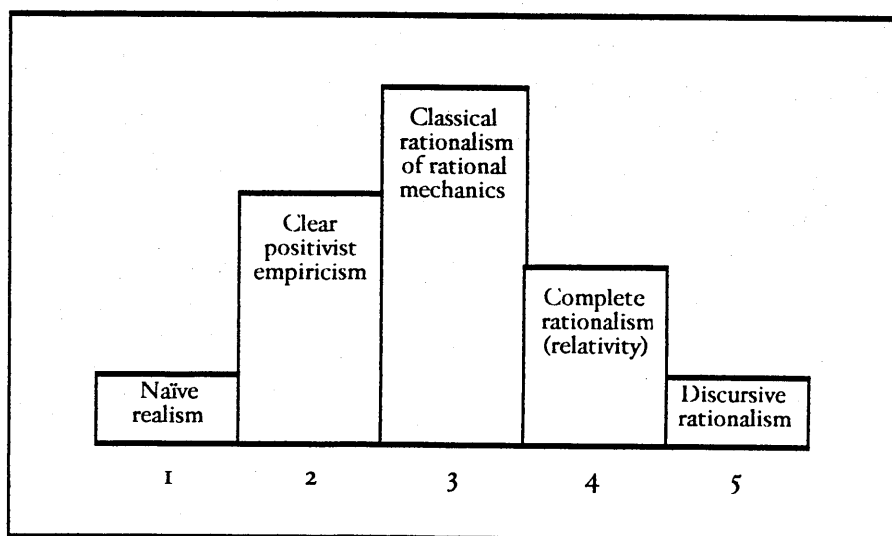 Classical
rationalism
of rational
mechanics
Clear
positivist
empiricism
Complete
rationalism
(relativity)
Naïve
realism
Discursive
rationalism
1 2 3 4 5